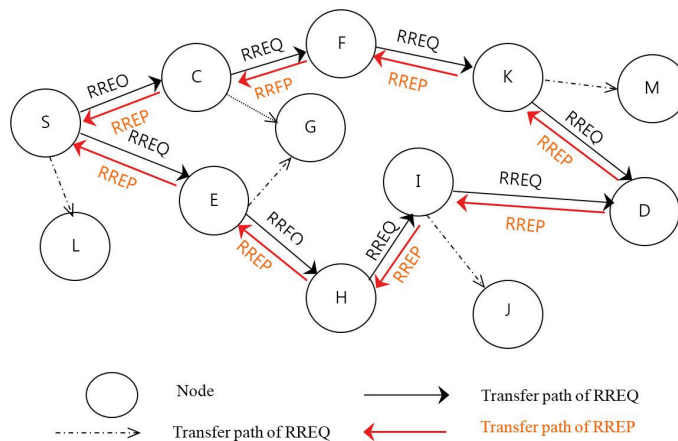 F
RREQ
RREQ
C
RREO
RRFP
RREP
K
M
RREP
S
G
RREQ
RREQ
RREP
RREP
I
RREQ
E
D
RREP
RREP
RRFO
RREQ
L
RREP
RREP
H
J
Node
Transfer path of RREQ
Transfer path of RREQ
Transfer path of RREP